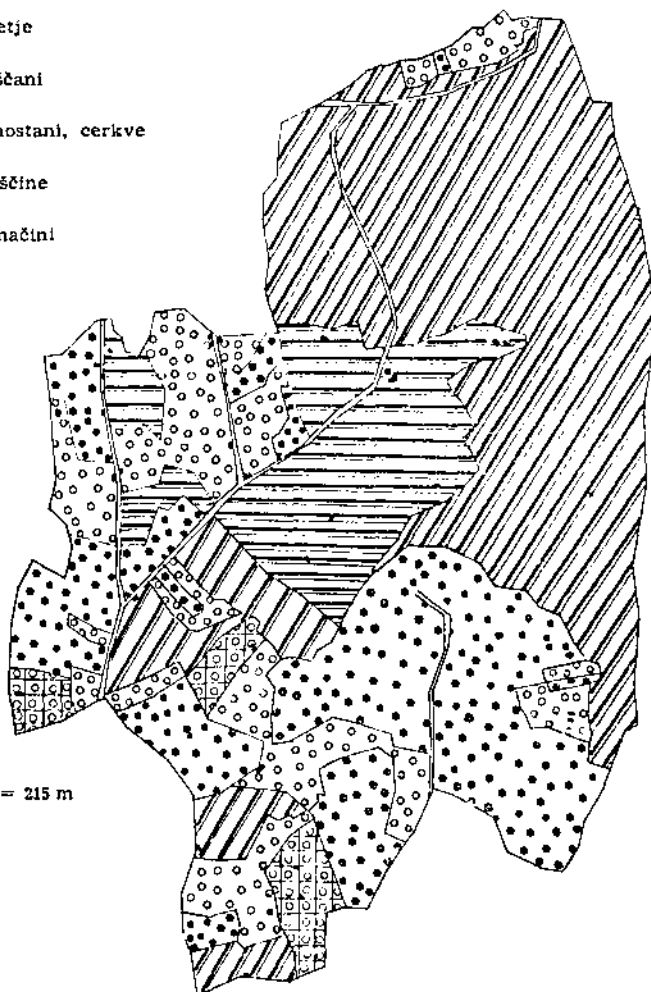 etje
ščani
nostani, cerkve
ščine
načini
= 215 m